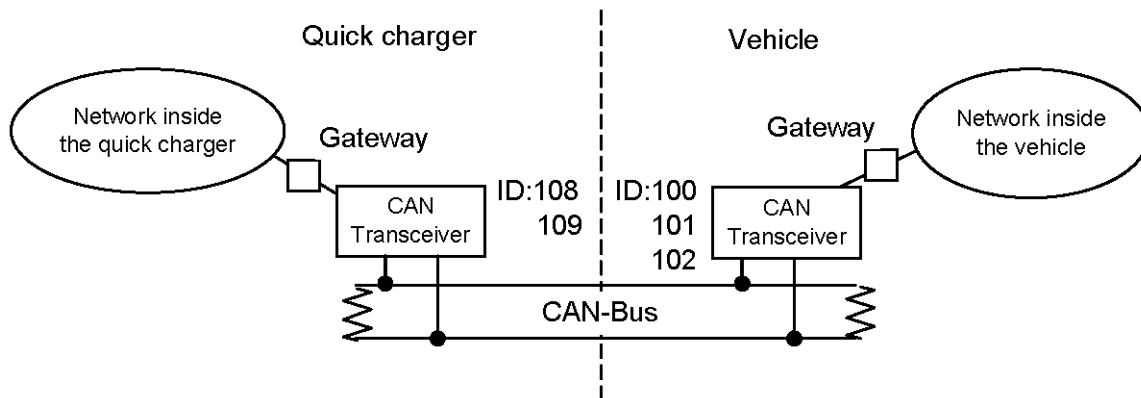 Quick charger
Vehicle
Network inside
the quick charger
Gateway
CAN
Transceiver
ID:108
109
Gateway
Network inside
the vehicle
ID:100
101
102
CAN
Transceiver
CAN-Bus